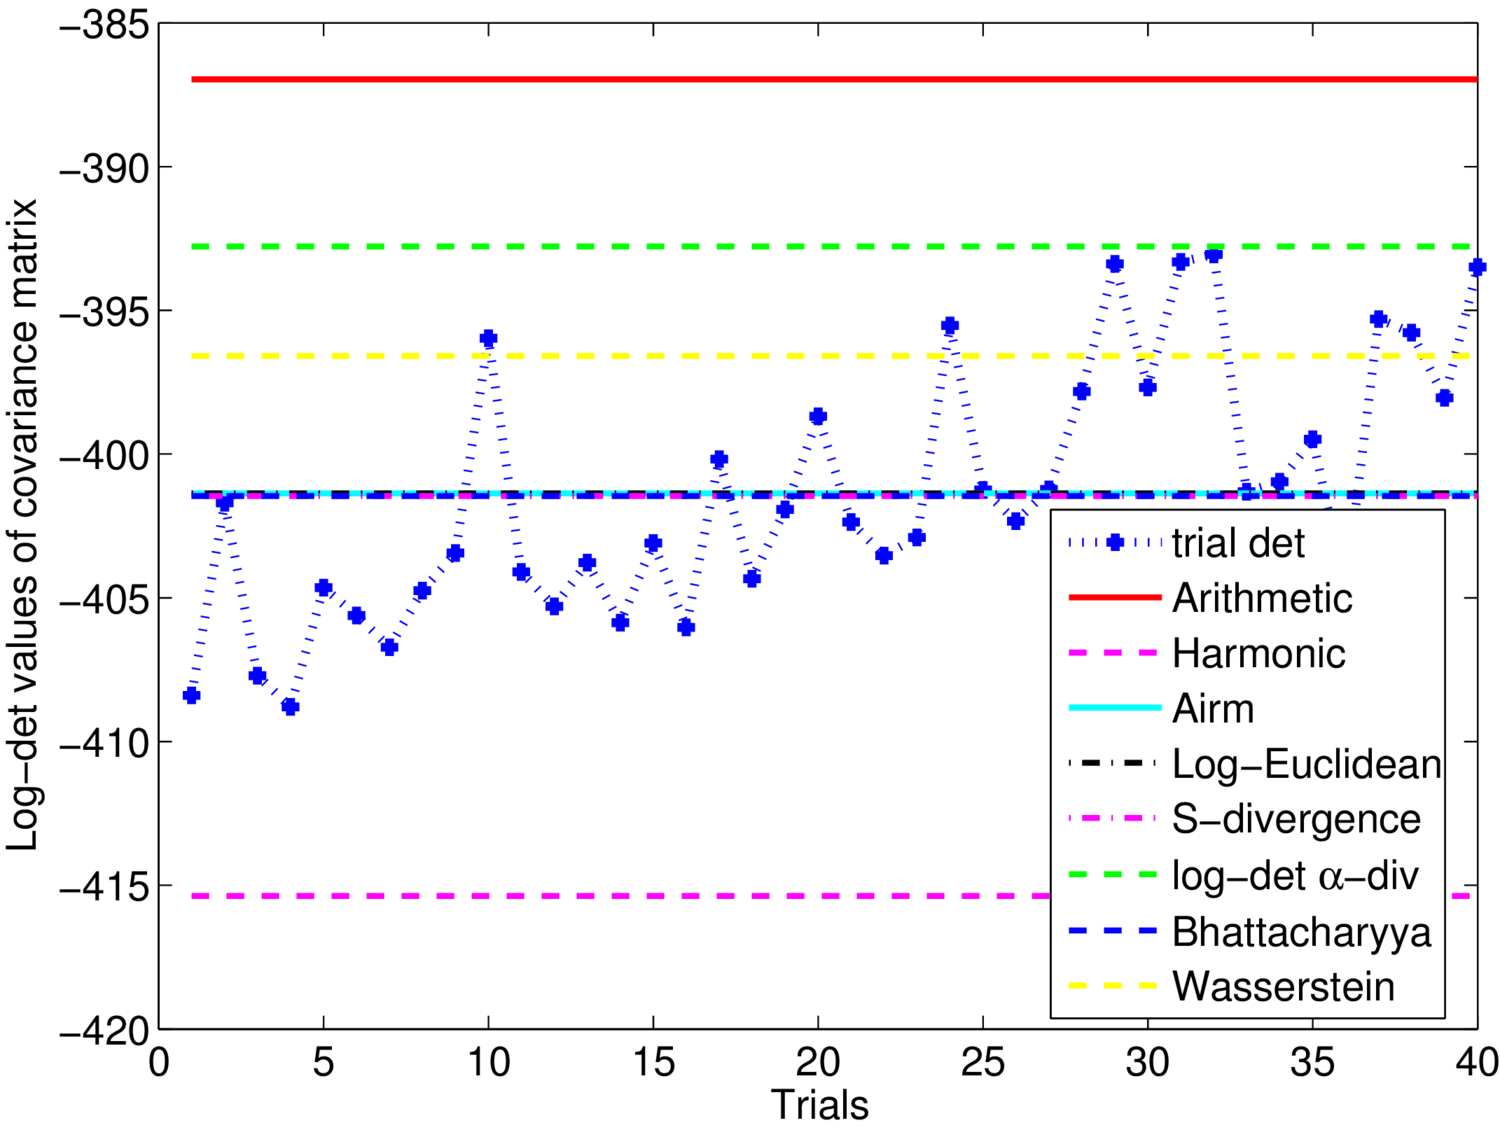 Log−det values of covariance matrix
−385
−390
−395
−400
−405
−410
−415
−420
0 5 10 15 20 25 30 35 40
Trials
trial det
Arithmetic
Harmonic
Airm
Log−Euclidean
S−divergence
log−det α−div
Bhattacharyya
Wasserstein